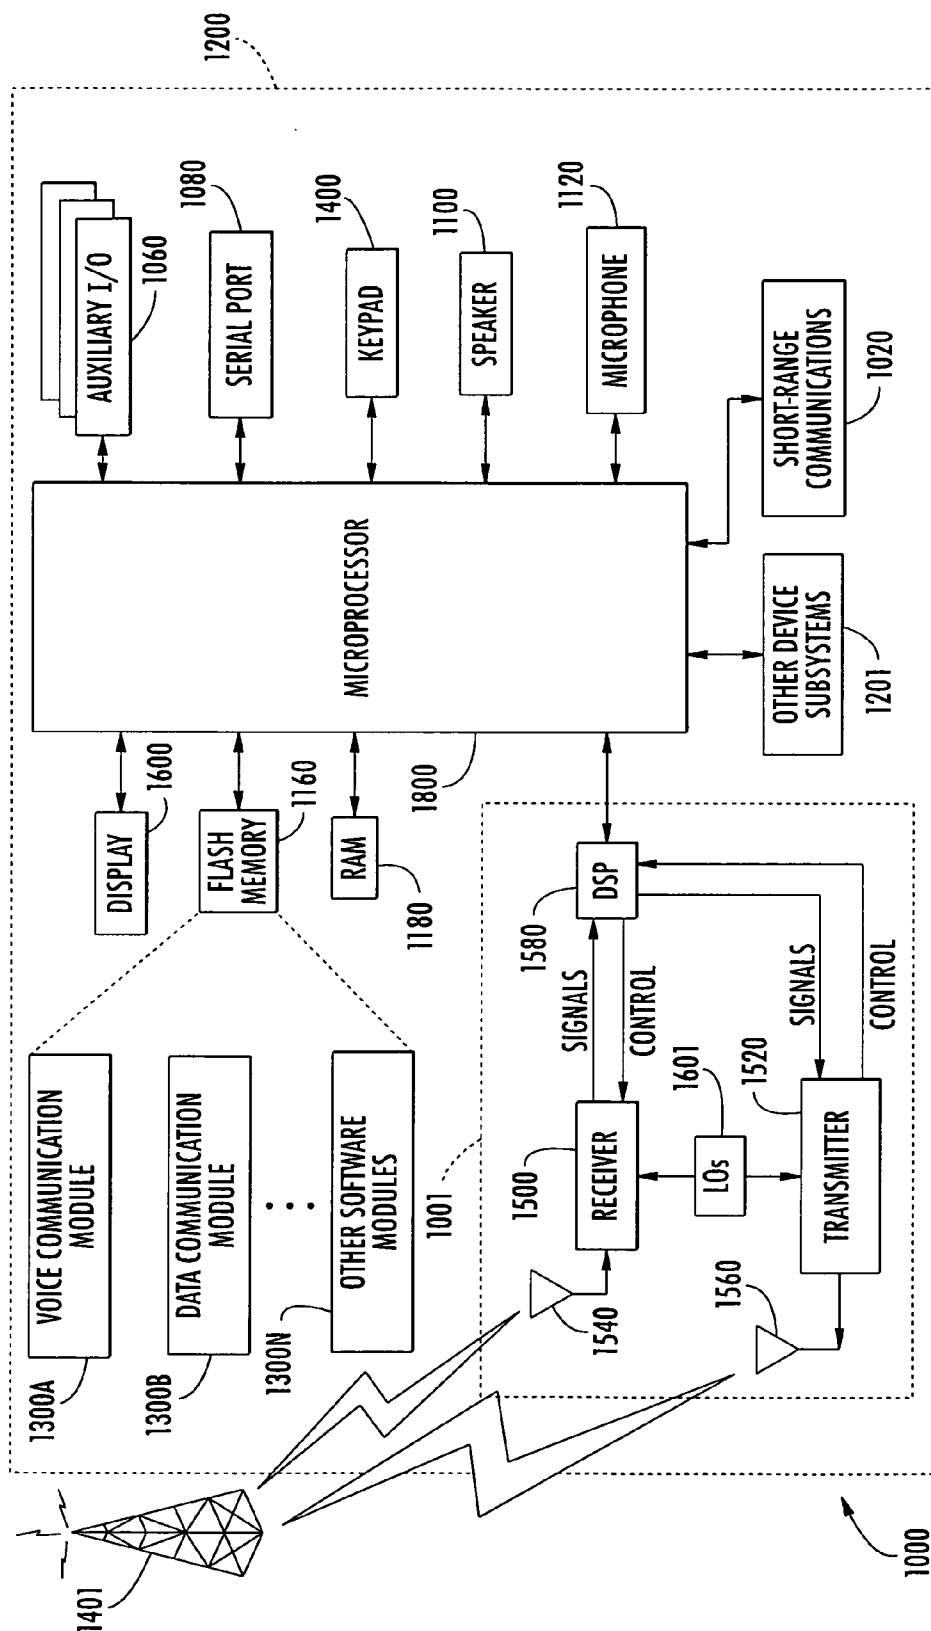 1200
AUXILIARY I/O
1060
SERIAL PORT
1080
KEYPAD
1400
SPEAKER
1100
MICROPHONE
1120
SHORT-RANGE
COMMUNICATIONS
1020
MICROPROCESSOR
1800
OTHER DEVICE
SUBSYSTEMS
1201
DISPLAY
1600
FLASH
MEMORY
1160
RAM
1180
VOICE COMMUNICATION
MODULE
1300A
DATA COMMUNICATION
MODULE
1300B
OTHER SOFTWARE
MODULES
1300N
1001
DSP
1580
SIGNALS
CONTROL
SIGNALS
CONTROL
RECEIVER
1500
LOs
1601
TRANSMITTER
1520
1540
1560
1401
1000